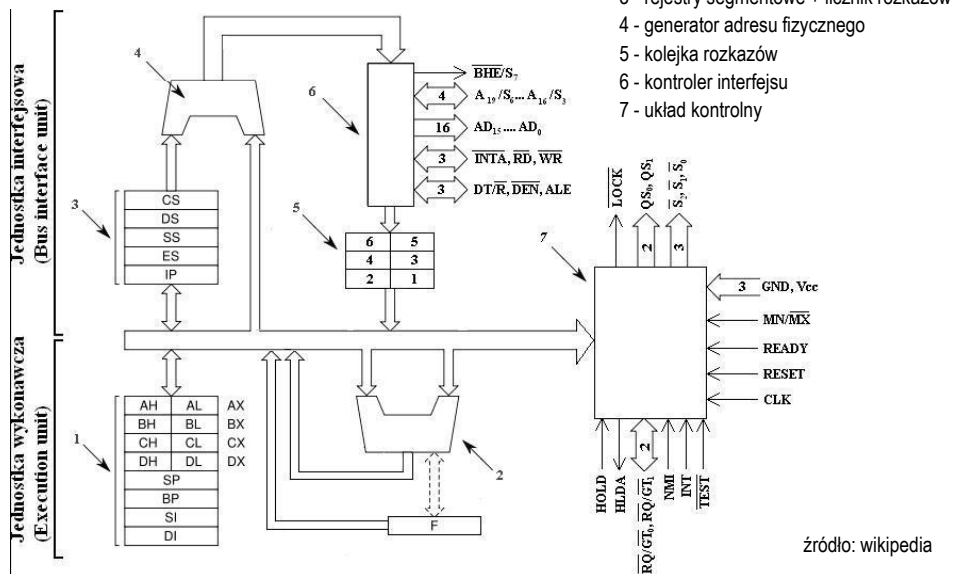 3 - rejestry segmentowe + licznik rozkazów
4 - generator adresu fizycznego
5 - kolejka rozkazów
6 - kontroler interfejsu
7 - układ kontrolny
Jednostka interfejsowa
(Bus interface unit)
4
6
BHE/S7
4 A19/S6... A16/S3
16 AD15.... AD0
3 INTA, RD, WR
3 DT/R, DEN, ALE
3
CS
DS
SS
ES
IP
5
6 5
4 3
2 1
7
LOCK
QS0, QS1
2
S2, S1, S0
3
3 GND, Vcc
MN/MX
READY
RESET
CLK
HOLD
HLDA
2
RQ/GT0, RQ/GT1
NMI
INT
TEST
Jednostka wykonawcza
(Execution unit)
1
AH AL AX
BH BL BX
CH CL CX
DH DL DX
SP
BP
SI
DI
2
F
źródło: wikipedia